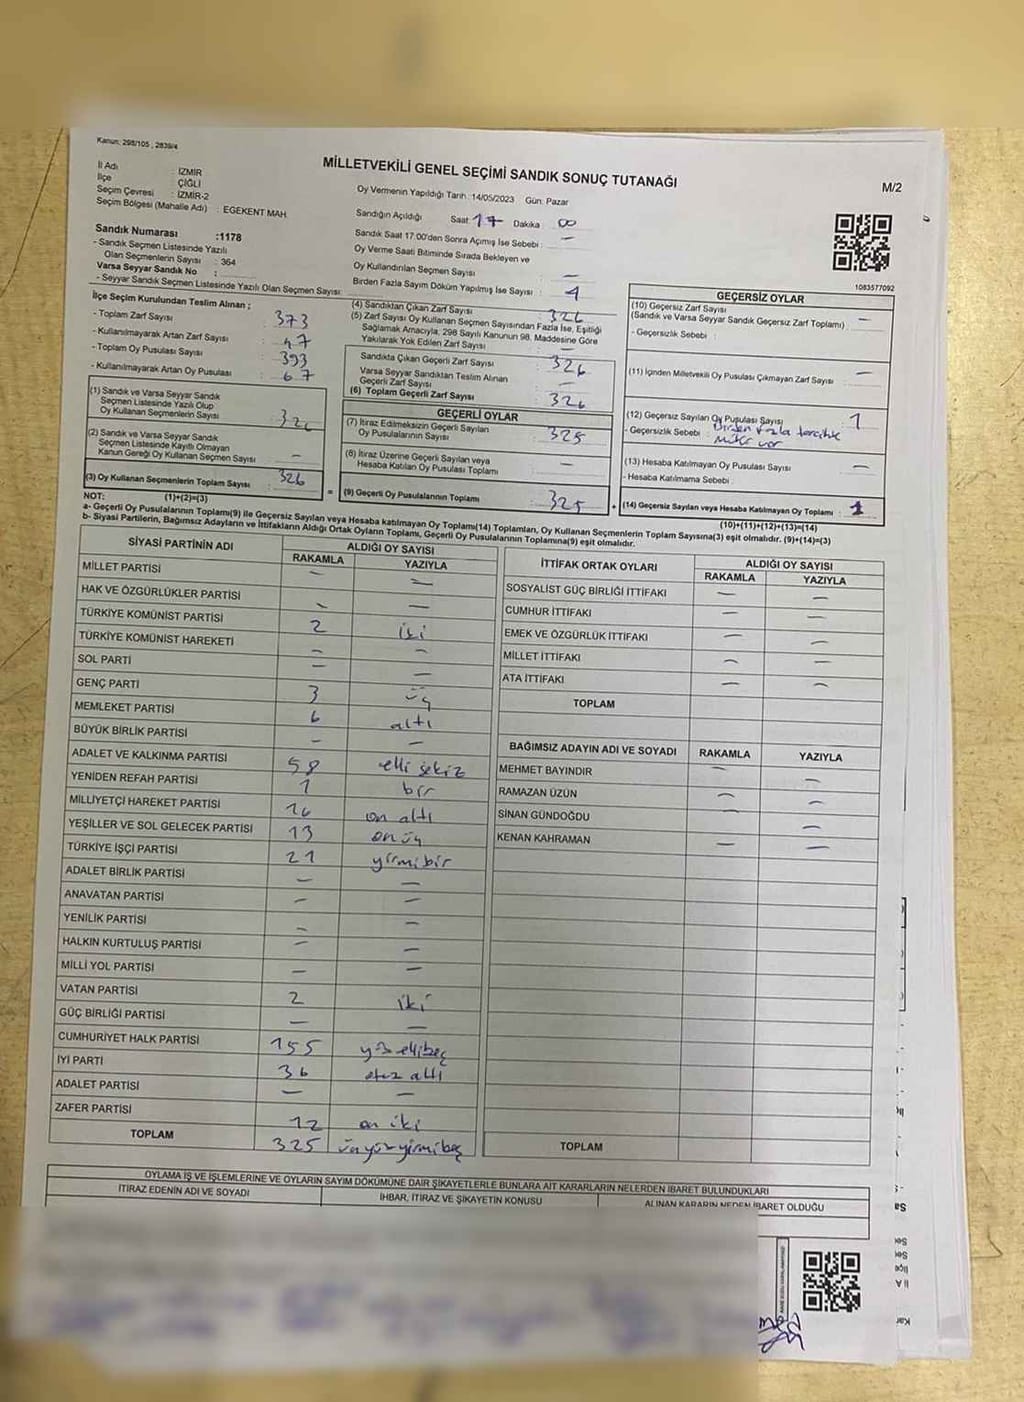 Kanun: 298/105 , 2839/4
MİLLETVEKİLİ GENEL SEÇİMİ SANDIK SONUÇ TUTANAĞI
M/2
İl Adı : İZMİR
İlçe : ÇİĞLİ
Seçim Çevresi : İZMİR-2
Seçim Bölgesi (Mahalle Adı) : EGEKENT MAH.
Oy Vermenin Yapıldığı Tarih : 14/05/2023 Gün: Pazar
Sandığın Açıldığı Saat 17 Dakika 00
Sandık Saat 17:00'den Sonra Açımış İse Sebebi : —
Oy Verme Saati Bitiminde Sırada Bekleyen ve
Oy Kullandırılan Seçmen Sayısı —
Birden Fazla Sayım Döküm Yapılmış İse Sayısı : 4
1083577092
Sandık Numarası :1178
- Sandık Seçmen Listesinde Yazılı
Olan Seçmenlerin Sayısı : 364
Varsa Seyyar Sandık No :
- Seyyar Sandık Seçmen Listesinde Yazılı Olan Seçmen Sayısı:
İlçe Seçim Kurulundan Teslim Alınan ;
- Toplam Zarf Sayısı : 373
- Kullanılmayarak Artan Zarf Sayısı : 47
- Toplam Oy Pusulası Sayısı : 393
- Kullanılmayarak Artan Oy Pusulası : 67
(1) Sandık ve Varsa Seyyar Sandık
Seçmen Listesinde Yazılı Olup
Oy Kullanan Seçmenlerin Sayısı : 326
(2) Sandık ve Varsa Seyyar Sandık
Seçmen Listesinde Kayıtlı Olmayan
Kanun Gereği Oy Kullanan Seçmen Sayısı : —
(3) Oy Kullanan Seçmenlerin Toplam Sayısı : 326
(1)+(2)=(3)
(4) Sandıktan Çıkan Zarf Sayısı : 326
(5) Zarf Sayısı Oy Kullanan Seçmen Sayısından Fazla İse, Eşitliği
Sağlamak Amacıyla, 298 Sayılı Kanunun 98. Maddesine Göre
Yakılarak Yok Edilen Zarf Sayısı : —
Sandıkta Çıkan Geçerli Zarf Sayısı : 326
Varsa Seyyar Sandıktan Teslim Alınan
Geçerli Zarf Sayısı : —
(6) Toplam Geçerli Zarf Sayısı : 326
GEÇERLİ OYLAR
(7) İtiraz Edilmeksizin Geçerli Sayılan
Oy Pusulalarının Sayısı : 325
(8) İtiraz Üzerine Geçerli Sayılan veya
Hesaba Katılan Oy Pusulası Toplamı : —
(9) Geçerli Oy Pusulalarının Toplamı : 325
GEÇERSİZ OYLAR
(10) Geçersiz Zarf Sayısı
(Sandık ve Varsa Seyyar Sandık Geçersiz Zarf Toplamı) : —
- Geçersizlik Sebebi :
(11) İçinden Milletvekili Oy Pusulası Çıkmayan Zarf Sayısı : —
(12) Geçersiz Sayılan Oy Pusulası Sayısı : 1
- Geçersizlik Sebebi : Birden fazla tercihte
mühür var
(13) Hesaba Katılmayan Oy Pusulası Sayısı : —
- Hesaba Katılmama Sebebi :
(14) Geçersiz Sayılan veya Hesaba Katılmayan Oy Toplamı : 1
(10)+(11)+(12)+(13)=(14)
NOT:
a- Geçerli Oy Pusulalarının Toplamı(9) ile Geçersiz Sayılan veya Hesaba katılmayan Oy Toplamı(14) Toplamları, Oy Kullanan Seçmenlerin Toplam Sayısına(3) eşit olmalıdır. (9)+(14)=(3)
b- Siyasi Partilerin, Bağımsız Adayların ve İttifakların Aldığı Ortak Oyların Toplamı, Geçerli Oy Pusulalarının Toplamına(9) eşit olmalıdır.
SİYASİ PARTİNİN ADI ALDIĞI OY SAYISI
RAKAMLA YAZIYLA
MİLLET PARTİSİ — —
HAK VE ÖZGÜRLÜKLER PARTİSİ — —
TÜRKİYE KOMÜNİST PARTİSİ 2 iki
TÜRKİYE KOMÜNİST HAREKETİ — —
SOL PARTİ — —
GENÇ PARTİ 3 üç
MEMLEKET PARTİSİ 6 altı
BÜYÜK BİRLİK PARTİSİ — —
ADALET VE KALKINMA PARTİSİ 58 elli sekiz
YENİDEN REFAH PARTİSİ 1 bir
MİLLİYETÇİ HAREKET PARTİSİ 16 on altı
YEŞİLLER VE SOL GELECEK PARTİSİ 13 on üç
TÜRKİYE İŞÇİ PARTİSİ 21 yirmibir
ADALET BİRLİK PARTİSİ — —
ANAVATAN PARTİSİ — —
YENİLİK PARTİSİ — —
HALKIN KURTULUŞ PARTİSİ — —
MİLLİ YOL PARTİSİ — —
VATAN PARTİSİ 2 iki
GÜÇ BİRLİĞİ PARTİSİ — —
CUMHURİYET HALK PARTİSİ 155 yüz ellibeş
İYİ PARTİ 36 otuz altı
ADALET PARTİSİ — —
ZAFER PARTİSİ 12 on iki
TOPLAM 325 üçyüzyirmibeş
İTTİFAK ORTAK OYLARI ALDIĞI OY SAYISI
RAKAMLA YAZIYLA
SOSYALİST GÜÇ BİRLİĞİ İTTİFAKI — —
CUMHUR İTTİFAKI — —
EMEK VE ÖZGÜRLÜK İTTİFAKI — —
MİLLET İTTİFAKI — —
ATA İTTİFAKI — —
TOPLAM
BAĞIMSIZ ADAYIN ADI VE SOYADI RAKAMLA YAZIYLA
MEHMET BAYINDIR — —
RAMAZAN ÜZÜN — —
SİNAN GÜNDOĞDU — —
KENAN KAHRAMAN — —
TOPLAM
OYLAMA İŞ VE İŞLEMLERİNE VE OYLARIN SAYIM DÖKÜMÜNE DAİR ŞİKAYETLERLE BUNLARA AİT KARARLARIN NELERDEN İBARET BULUNDUKLARI
İTİRAZ EDENİN ADI VE SOYADI İHBAR, İTİRAZ VE ŞİKAYETİN KONUSU ALINAN KARARIN NEDEN İBARET OLDUĞU